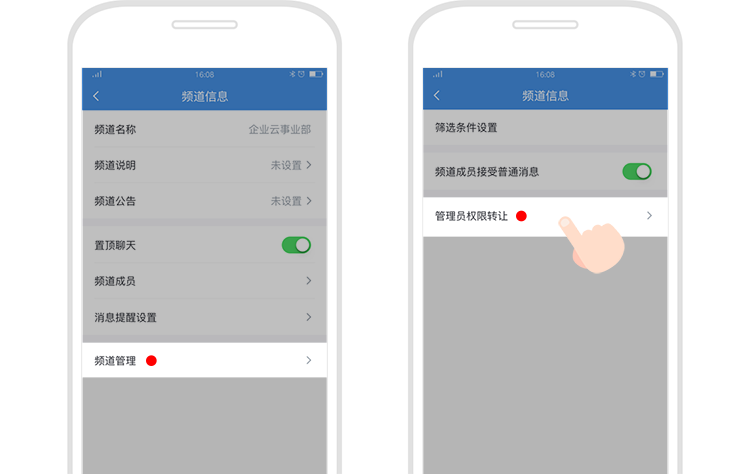 16:08
频道信息
频道名称 企业云事业部
频道说明 未设置
频道公告 未设置
置顶聊天
频道成员
消息提醒设置
频道管理
16:08
频道信息
筛选条件设置
频道成员接受普通消息
管理员权限转让